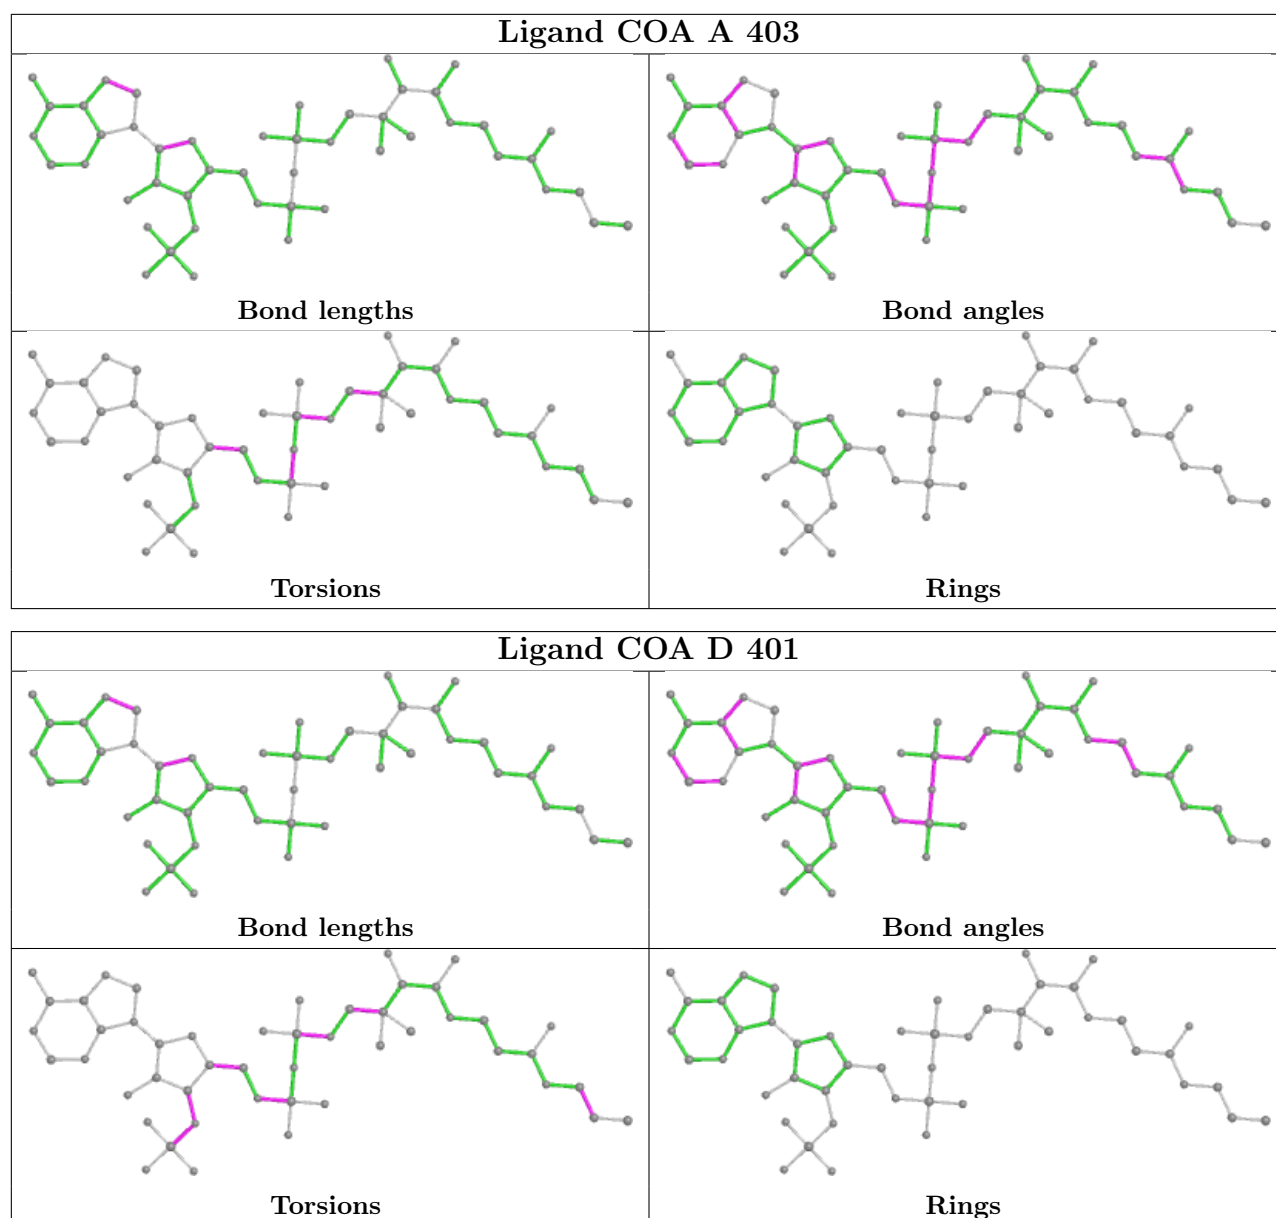 Ligand COA A 403
Bond lengths
Bond angles
Torsions
Rings
Ligand COA D 401
Bond lengths
Bond angles
Torsions
Rings